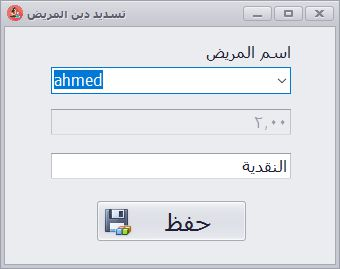 تسديد دين المريض
اسم المريض
ahmed
٢,٠٠
النقدية
حفظ